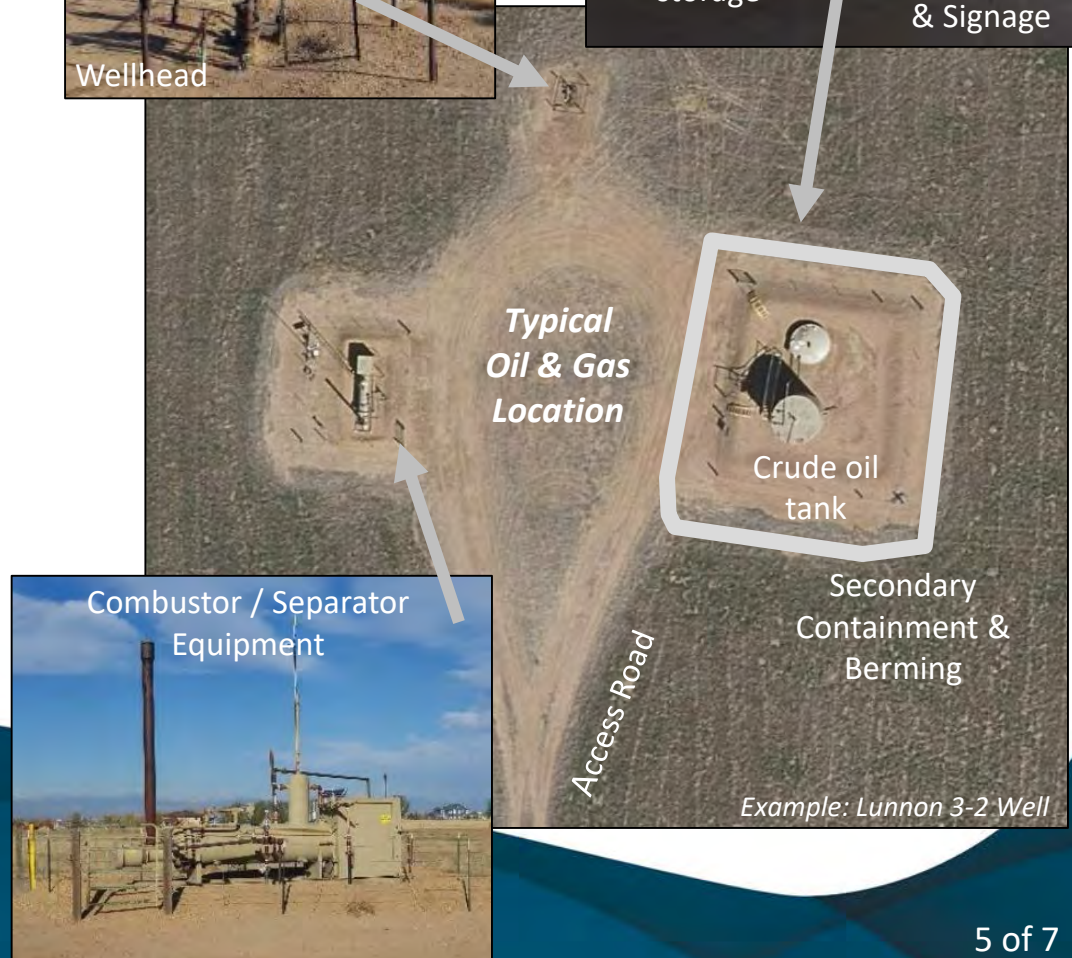 storage
& Signage
Wellhead
Typical
Oil & Gas
Location
Crude oil
tank
Combustor / Separator
Equipment
Secondary
Containment &
Berming
Access Road
Example: Lunnon 3-2 Well
5 of 7